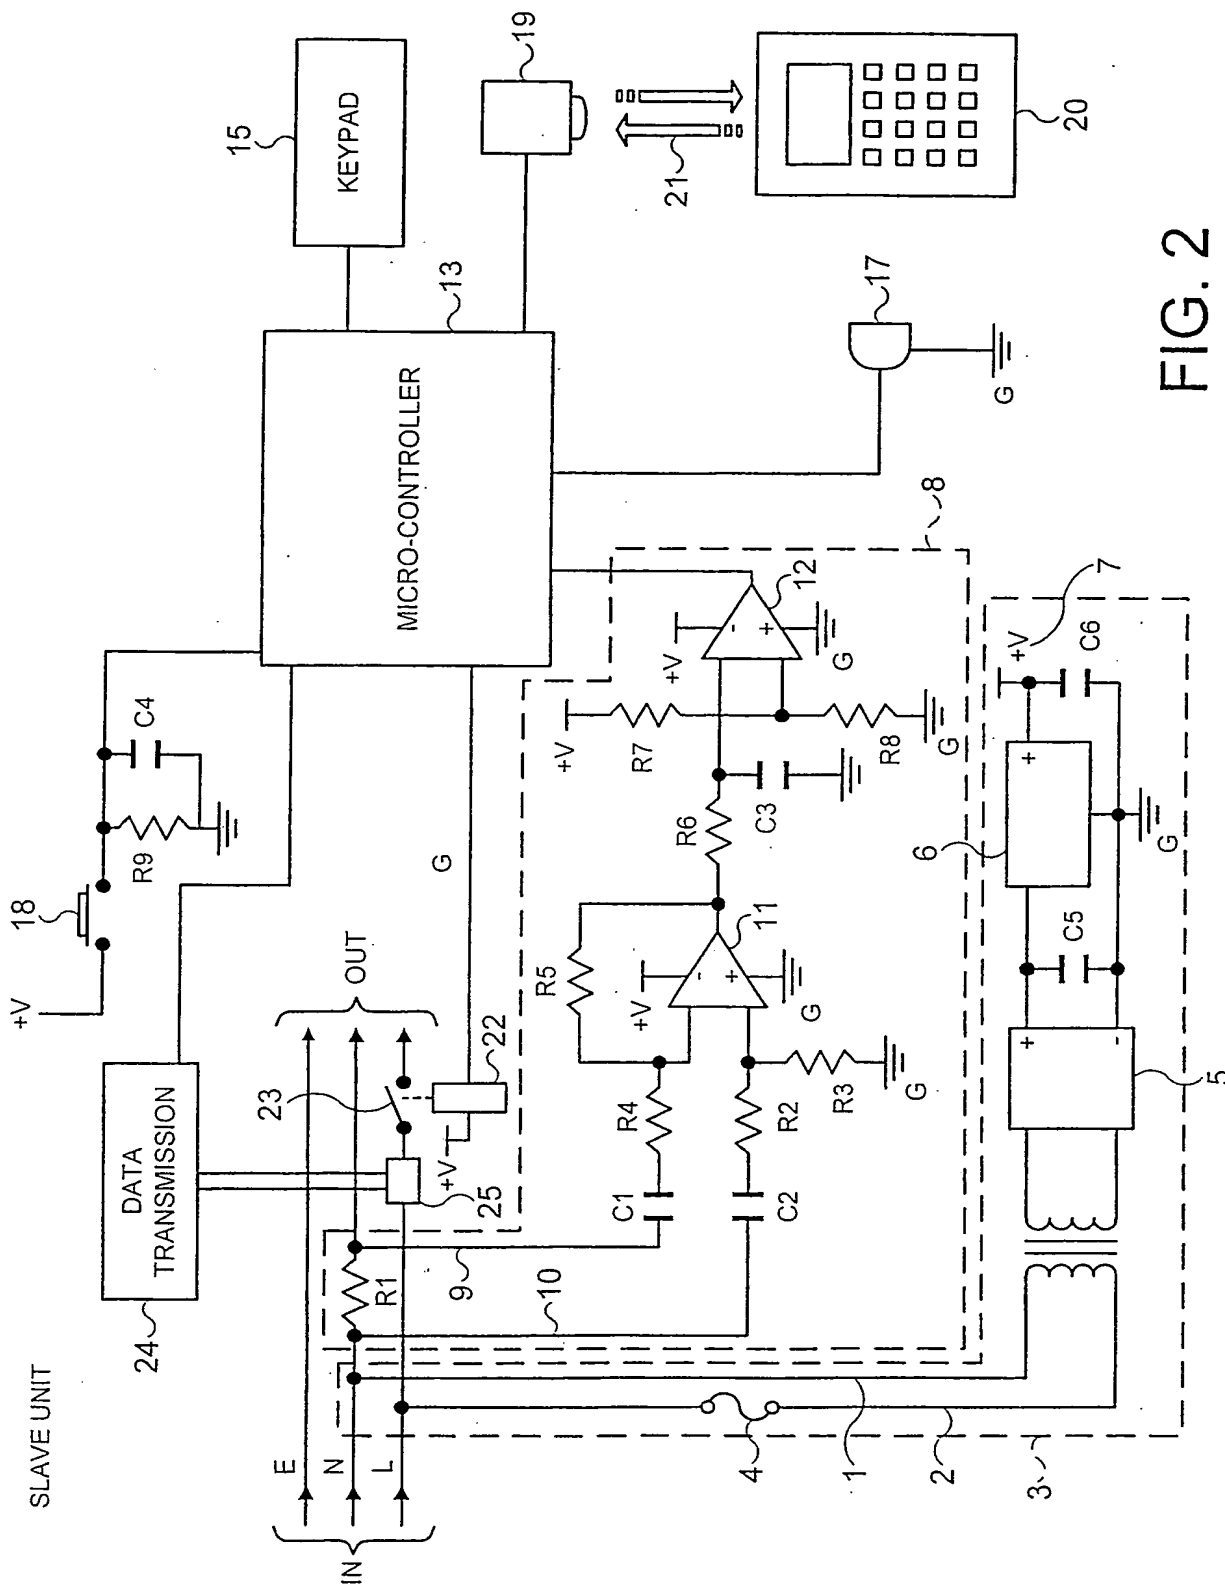 SLAVE UNIT
24
DATA
TRANSMISSION
+V
18
R9
C4
15
KEYPAD
19
21
20
13
MICRO-CONTROLLER
17
G
IN
E
N
L
OUT
23
22
+V
25
G
R1
9
10
C1
C2
R4
R2
R5
R3
G
+V
-
+
11
G
R6
C3
+V
R7
R8
G
+V
-
+
12
G
8
4
1
2
3
+
-
5
C5
6
+
G
+V
C6
7
FIG. 2